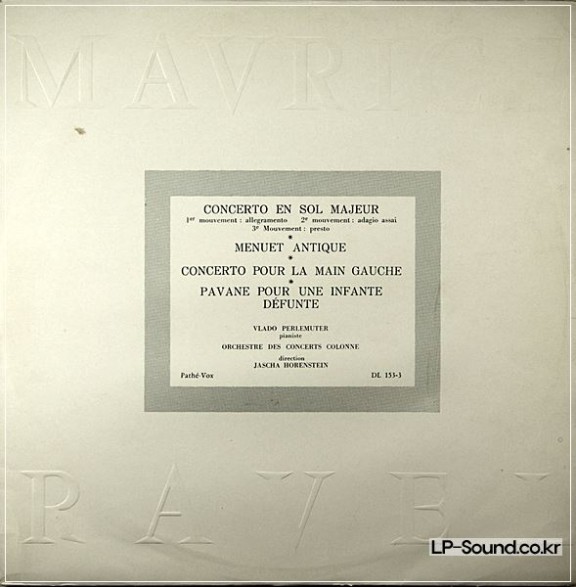 MAURICE
CONCERTO EN SOL MAJEUR
1er mouvement : allegramento 2e mouvement : adagio assai
3e Mouvement : presto
*
MENUET ANTIQUE
*
CONCERTO POUR LA MAIN GAUCHE
*
PAVANE POUR UNE INFANTE
DÉFUNTE
VLADO PERLEMUTER
pianiste
ORCHESTRE DES CONCERTS COLONNE
direction
JASCHA HORENSTEIN
Pathé-Vox DL 153-3
RAVEL
LP-Sound.co.kr